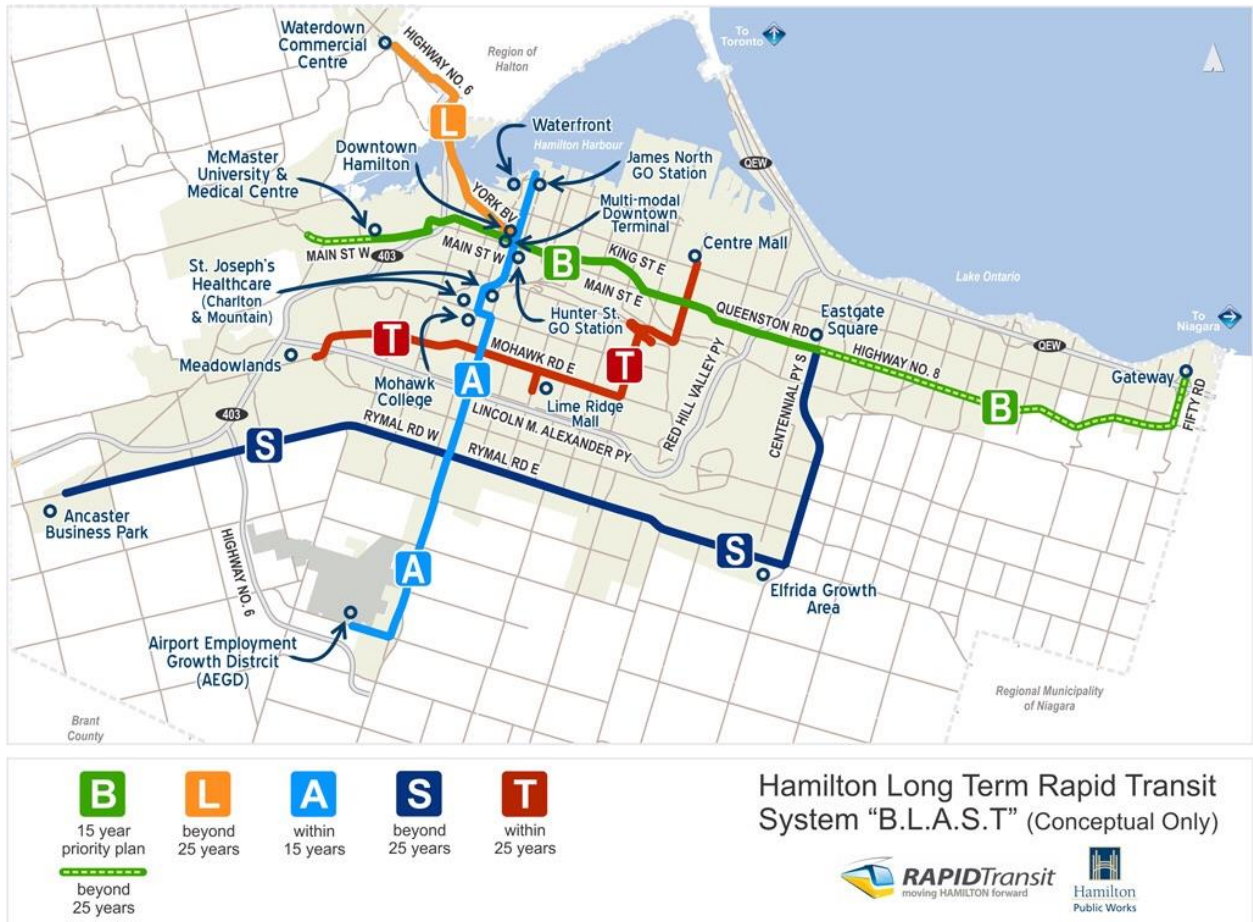 Waterdown
Commercial
Centre
HIGHWAY NO. 6
Region of
Halton
To
Toronto
L
Waterfront
Hamilton Harbour
Downtown
Hamilton
James North
GO Station
QEW
McMaster
University &
Medical Centre
YORK BV
Multi-modal
Downtown
Terminal
MAIN ST W
403
MAIN ST W
B
KING ST E
Centre Mall
Lake Ontario
St. Joseph's
Healthcare
(Charlton
& Mountain)
MAIN ST E
Hunter St.
GO Station
QUEENSTON RD
Eastgate
Square
To
Niagara
QEW
T
MOHAWK RD E
T
HIGHWAY NO. 8
Meadowlands
A
Gateway
Mohawk
College
Lime Ridge
Mall
RED HILL VALLEY PY
CENTENNIAL PY S
B
FIFTY RD
403
LINCOLN M. ALEXANDER PY
S
RYMAL RD W
RYMAL RD E
Ancaster
Business Park
HIGHWAY NO. 6
A
S
Elfrida Growth
Area
Airport Employment
Growth Distrcit
(AEGD)
Regional Municipality
of Niagara
Brant
County
B
15 year
priority plan
beyond
25 years
L
beyond
25 years
A
within
15 years
S
beyond
25 years
T
within
25 years
Hamilton Long Term Rapid Transit
System “B.L.A.S.T” (Conceptual Only)
RAPIDTransit
moving HAMILTON forward
Hamilton
Public Works